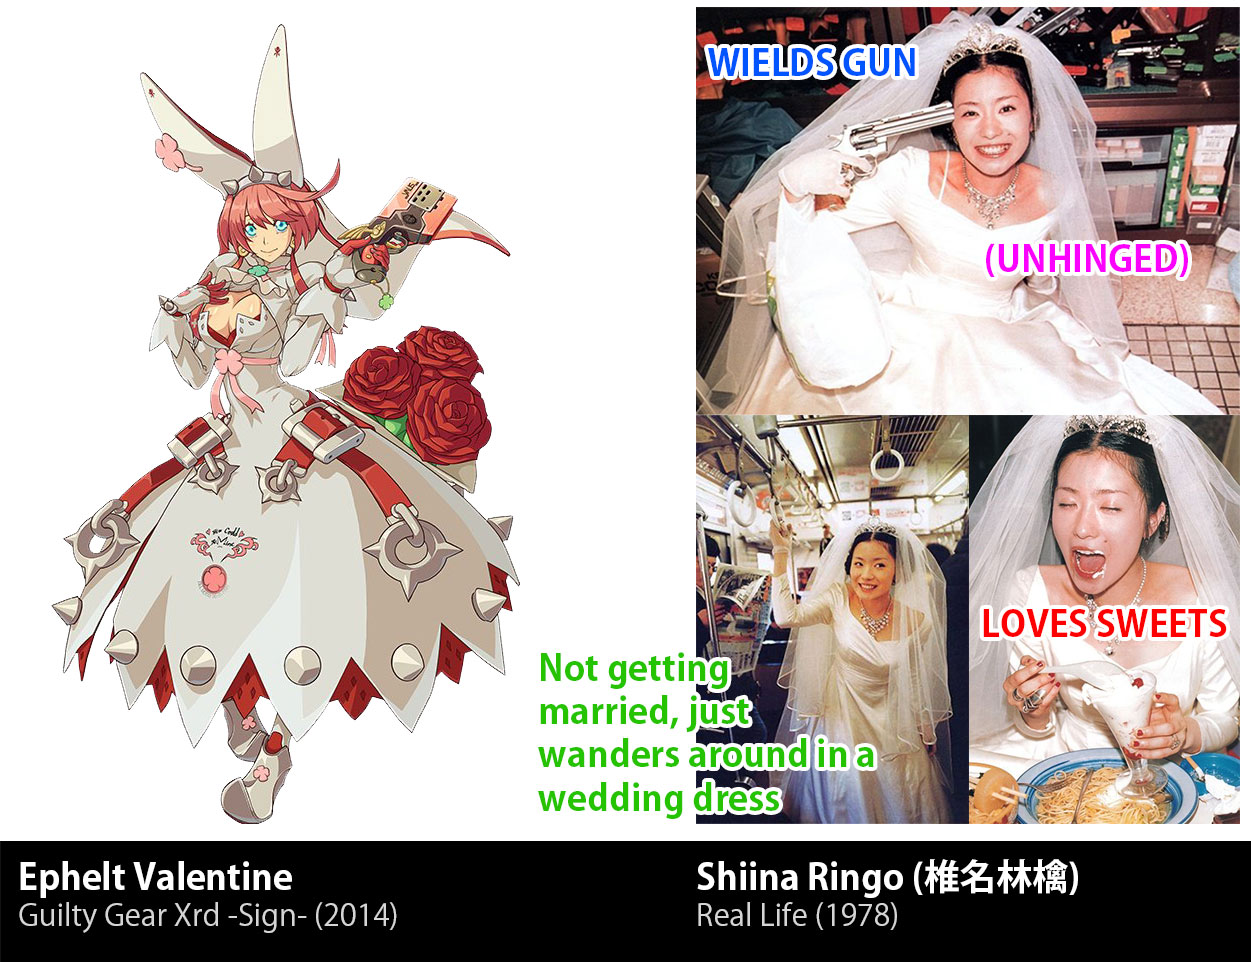 WIELDS GUN
(UNHINGED)
LOVES SWEETS
Not getting
married, just
wanders around in a
wedding dress
Ephelt Valentine
Guilty Gear Xrd -Sign- (2014)
Shiina Ringo (椎名林檎)
Real Life (1978)